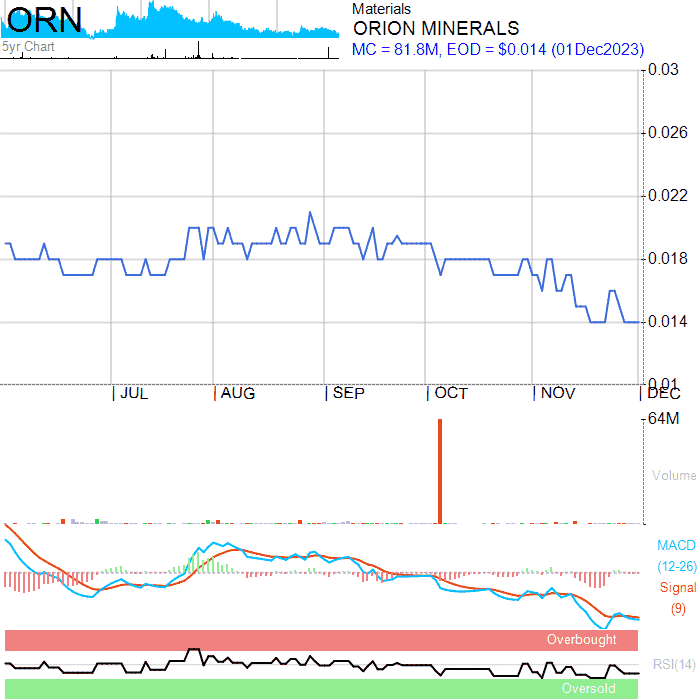 ORN
5yr Chart
Materials
ORION MINERALS
MC = 81.8M, EOD = $0.014 (01Dec2023)
0.03
0.026
0.022
0.018
0.014
0.01
JUL
AUG
SEP
OCT
NOV
DEC
64M
Volume
MACD
(12-26)
Signal
(9)
Overbought
RSI(14)
Oversold